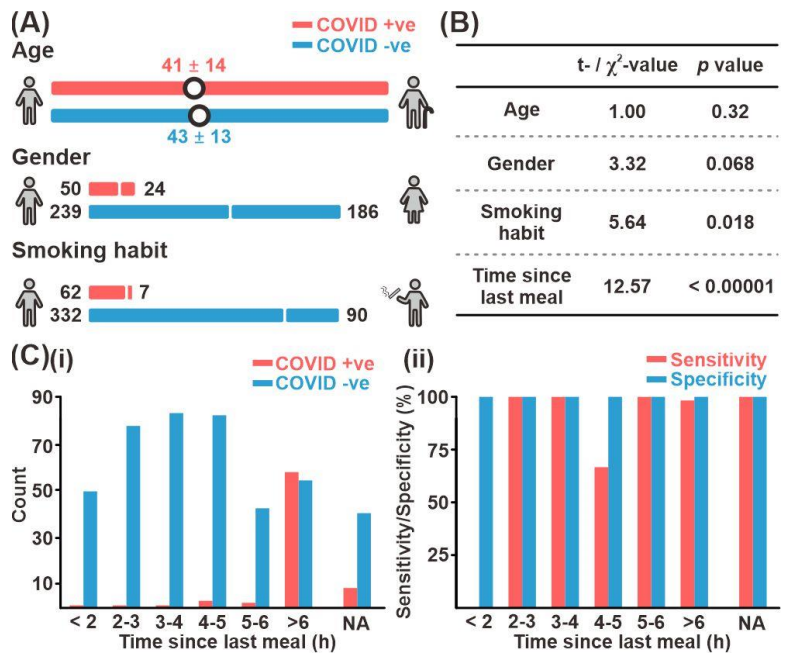 (A)
COVID +ve
COVID -ve
Age
41 ± 14
43 ± 13
Gender
50 24
239 186
Smoking habit
62 7
332 90
(B)
t- / χ²-value p value
Age 1.00 0.32
Gender 3.32 0.068
Smoking
habit 5.64 0.018
Time since
last meal 12.57 < 0.00001
(C)(i)
COVID +ve
COVID -ve
90
70
50
30
10
Count
< 2 2-3 3-4 4-5 5-6 >6 NA
Time since last meal (h)
(ii)
Sensitivity
Specificity
100
75
50
25
Sensitivity/Specificity (%)
< 2 2-3 3-4 4-5 5-6 >6 NA
Time since last meal (h)